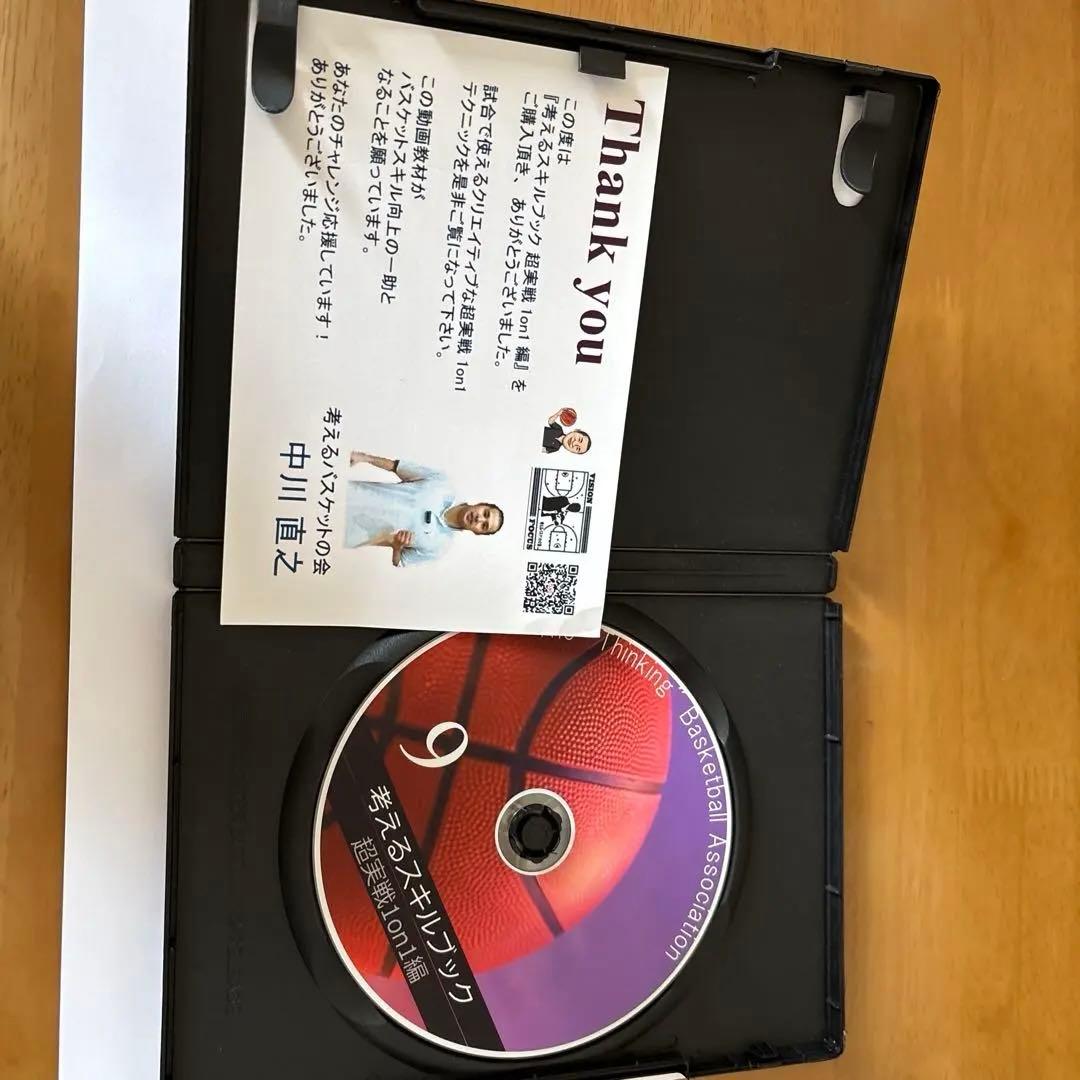 Thank you
この度は
『考えるスキルブック 超実戦 1on1 編』を
ご購入頂き、ありがとうございました。
試合で使えるクリエイティブな超実戦 1on1
テクニックを是非ご覧になって下さい。
この動画教材が
バスケットスキル向上の一助と
なることを願っています。
あなたのチャレンジ応援しています！
ありがとうございました。
VISION
FOCUS
考えるバスケットの会
中川 直之
Thinking" Basketball Association
9
考えるスキルブック
超実戦1on1編